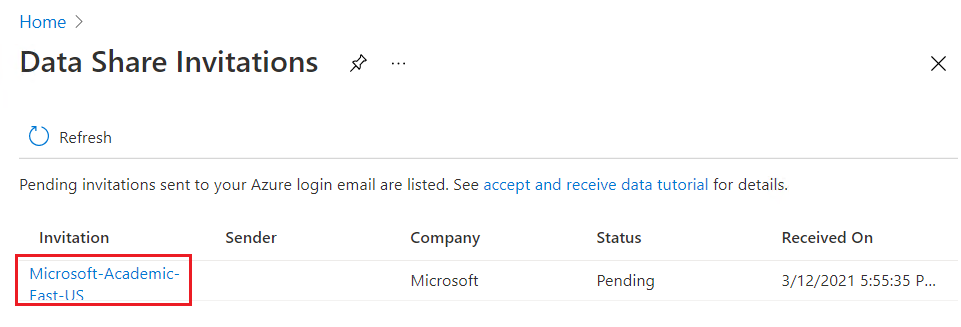 Home
Data Share Invitations
Refresh
Pending invitations sent to your Azure login email are listed. See accept and receive data tutorial for details.
Invitation Sender Company Status Received On
Microsoft-Academic- Microsoft Pending 3/12/2021 5:55:35 P...
East-US